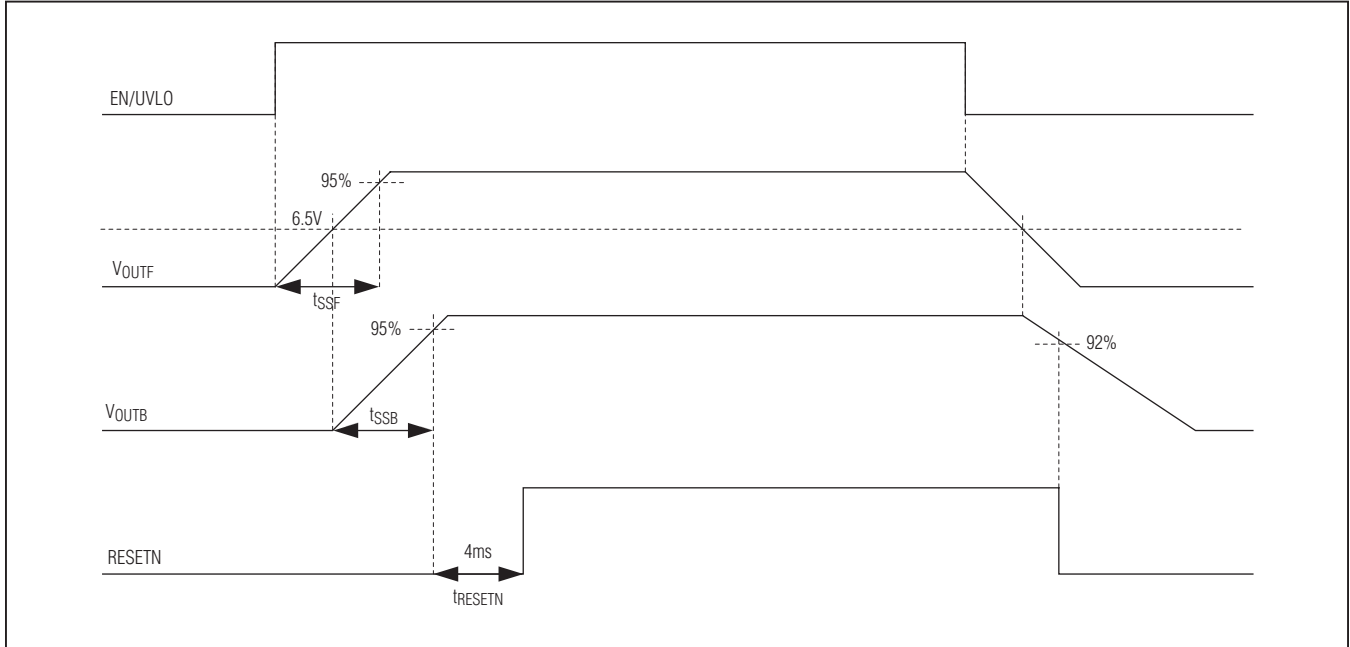 EN/UVLO
95%
6.5V
VOUTF
tSSF
95%
92%
VOUTB
tSSB
4ms
RESETN
tRESETN